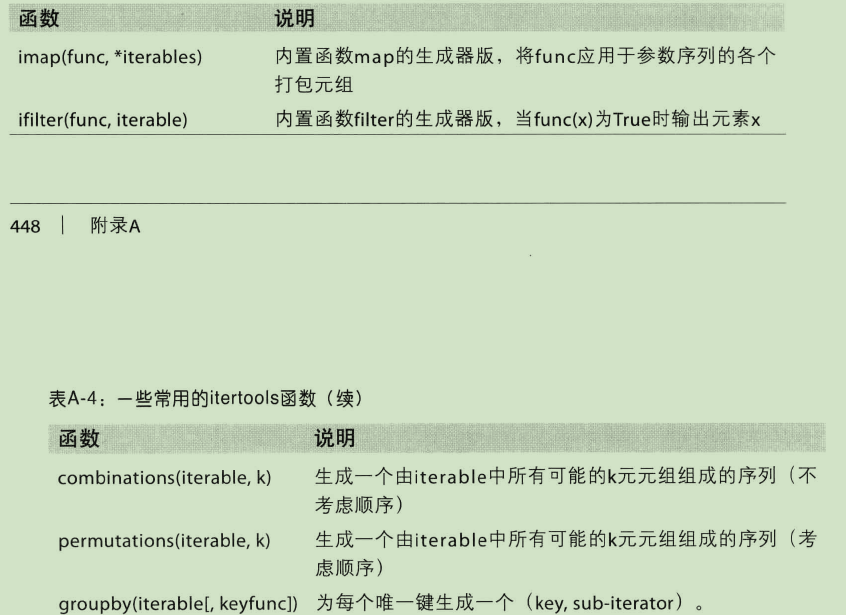 函数 说明
imap(func, *iterables) 内置函数map的生成器版，将func应用于参数序列的各个
打包元组
ifilter(func, iterable) 内置函数filter的生成器版，当func(x)为True时输出元素x
448 | 附录A
表A-4：一些常用的itertools函数（续）
函数 说明
combinations(iterable, k) 生成一个由iterable中所有可能的k元元组组成的序列（不
考虑顺序）
permutations(iterable, k) 生成一个由iterable中所有可能的k元元组组成的序列（考
虑顺序）
groupby(iterable[, keyfunc]) 为每个唯一键生成一个（key, sub-iterator）。